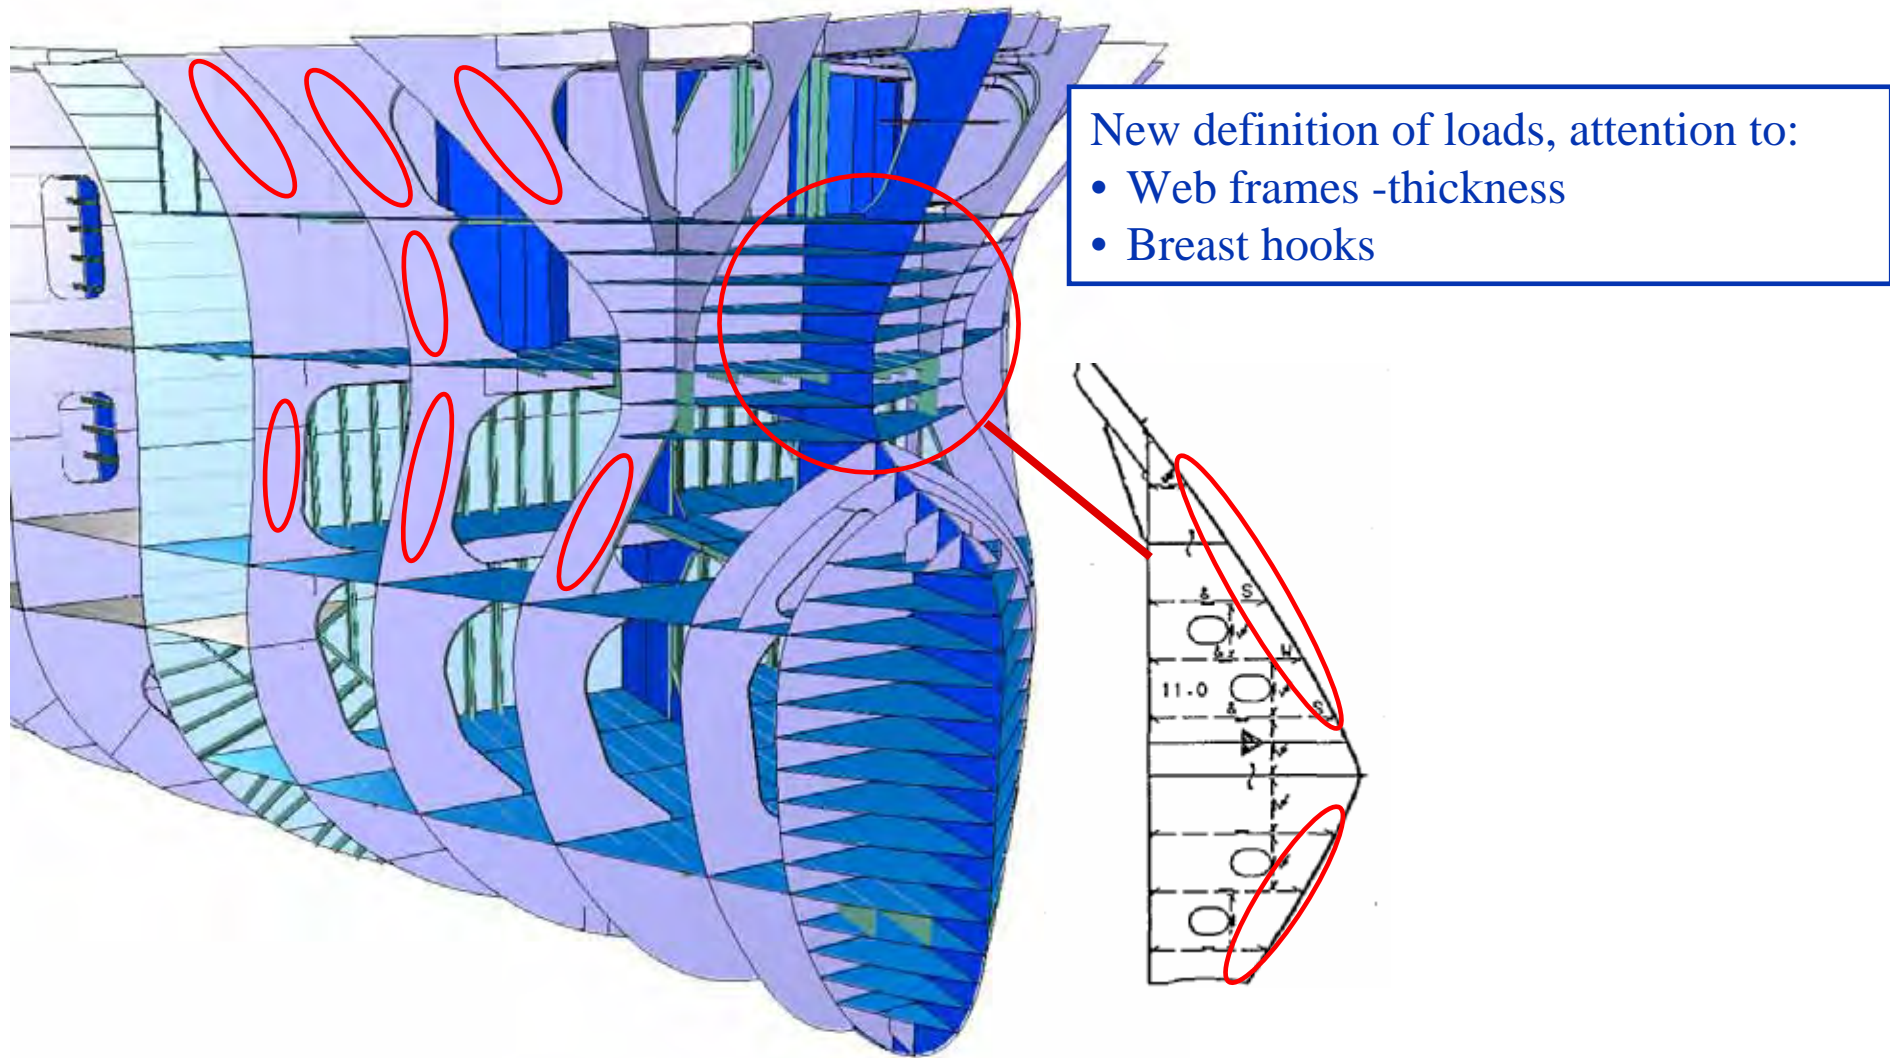 New definition of loads, attention to:
• Web frames -thickness
• Breast hooks
S
W
11.0
S